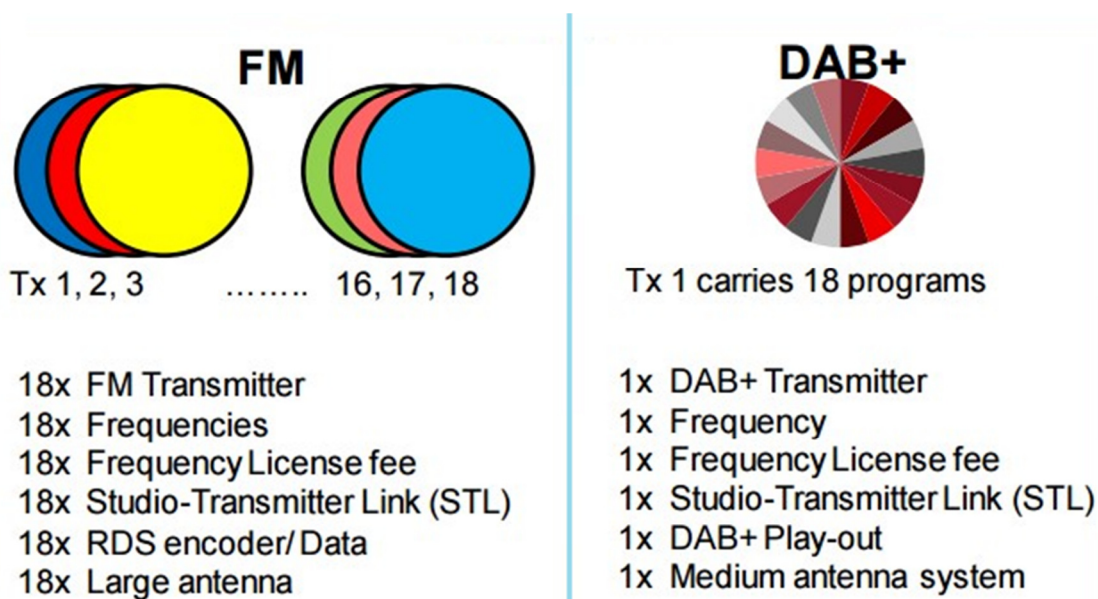 FM
Tx 1, 2, 3 ........ 16, 17, 18
18x FM Transmitter
18x Frequencies
18x Frequency License fee
18x Studio-Transmitter Link (STL)
18x RDS encoder/ Data
18x Large antenna
DAB+
Tx 1 carries 18 programs
1x DAB+ Transmitter
1x Frequency
1x Frequency License fee
1x Studio-Transmitter Link (STL)
1x DAB+ Play-out
1x Medium antenna system